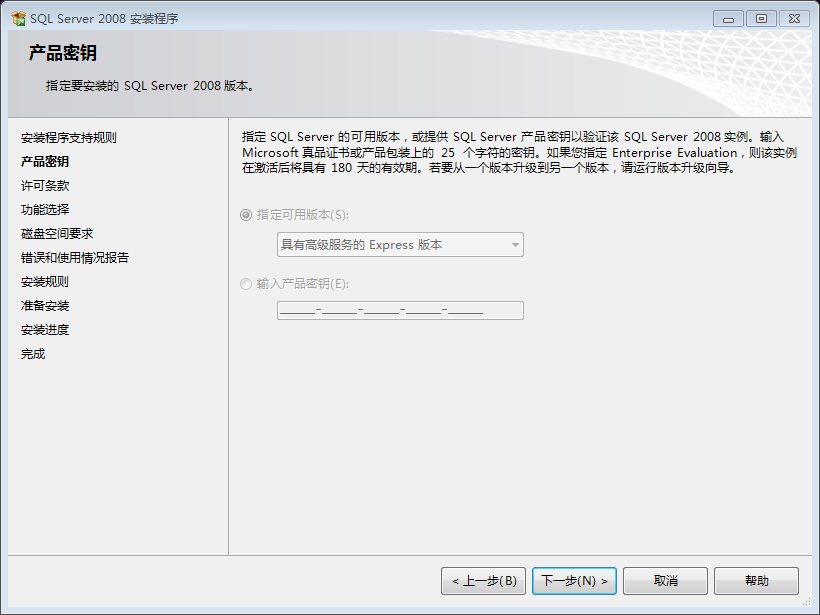 SQL Server 2008 安装程序
产品密钥
指定要安装的 SQL Server 2008 版本。
安装程序支持规则
产品密钥
许可条款
功能选择
磁盘空间要求
错误和使用情况报告
安装规则
准备安装
安装进度
完成
指定 SQL Server 的可用版本，或提供 SQL Server 产品密钥以验证该 SQL Server 2008 实例。输入
Microsoft 真品证书或产品包装上的 25 个字符的密钥。如果您指定 Enterprise Evaluation，则该实例
在激活后将具有 180 天的有效期。若要从一个版本升级到另一个版本，请运行版本升级向导。
指定可用版本(S):
具有高级服务的 Express 版本
输入产品密钥(E):
_____-_____-_____-_____-_____
< 上一步(B)
下一步(N) >
取消
帮助